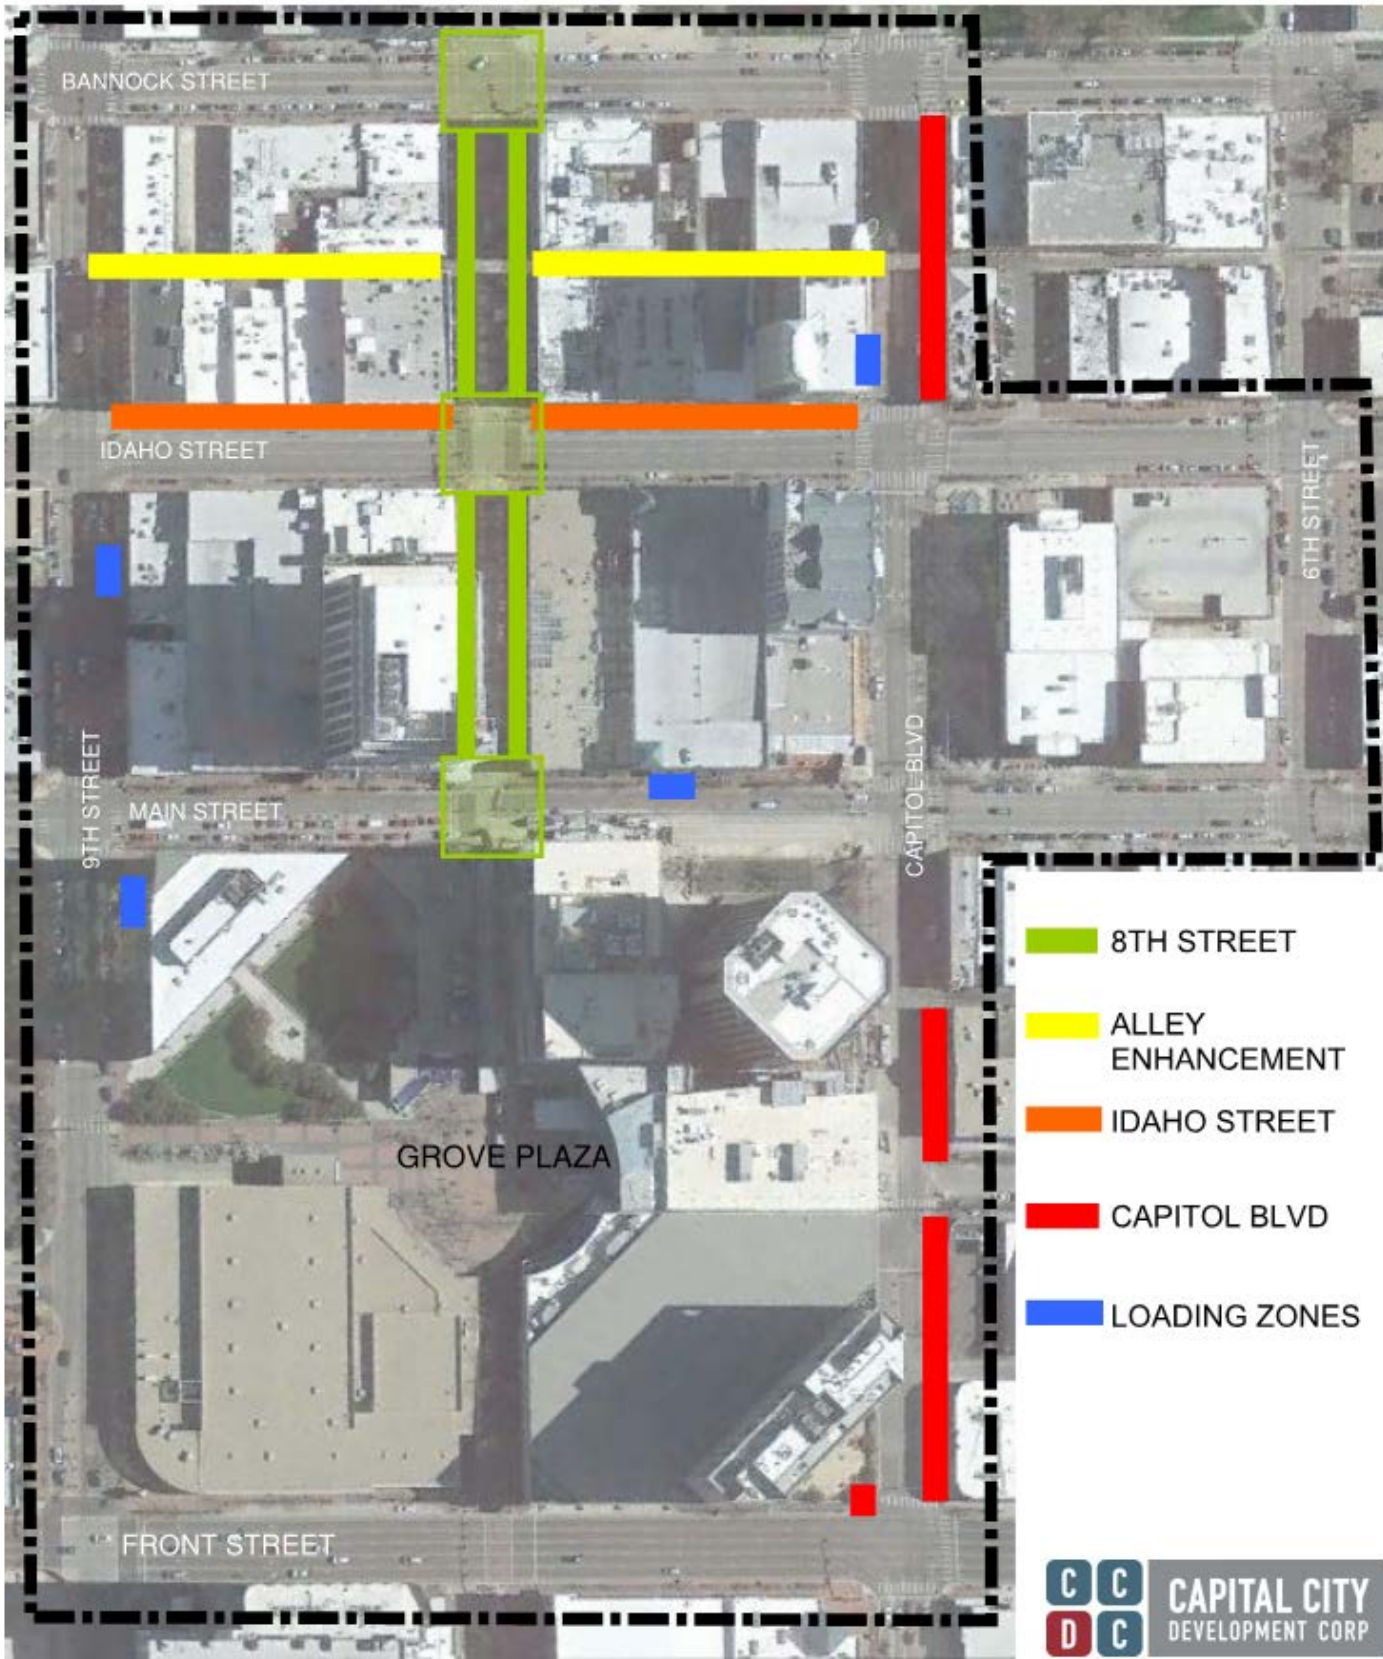 BANNOCK STREET
IDAHO STREET
6TH STREET
9TH STREET
MAIN STREET
CAPITOL BLVD
GROVE PLAZA
FRONT STREET
8TH STREET
ALLEY
ENHANCEMENT
IDAHO STREET
CAPITOL BLVD
LOADING ZONES
C C
D C
CAPITAL CITY
DEVELOPMENT CORP